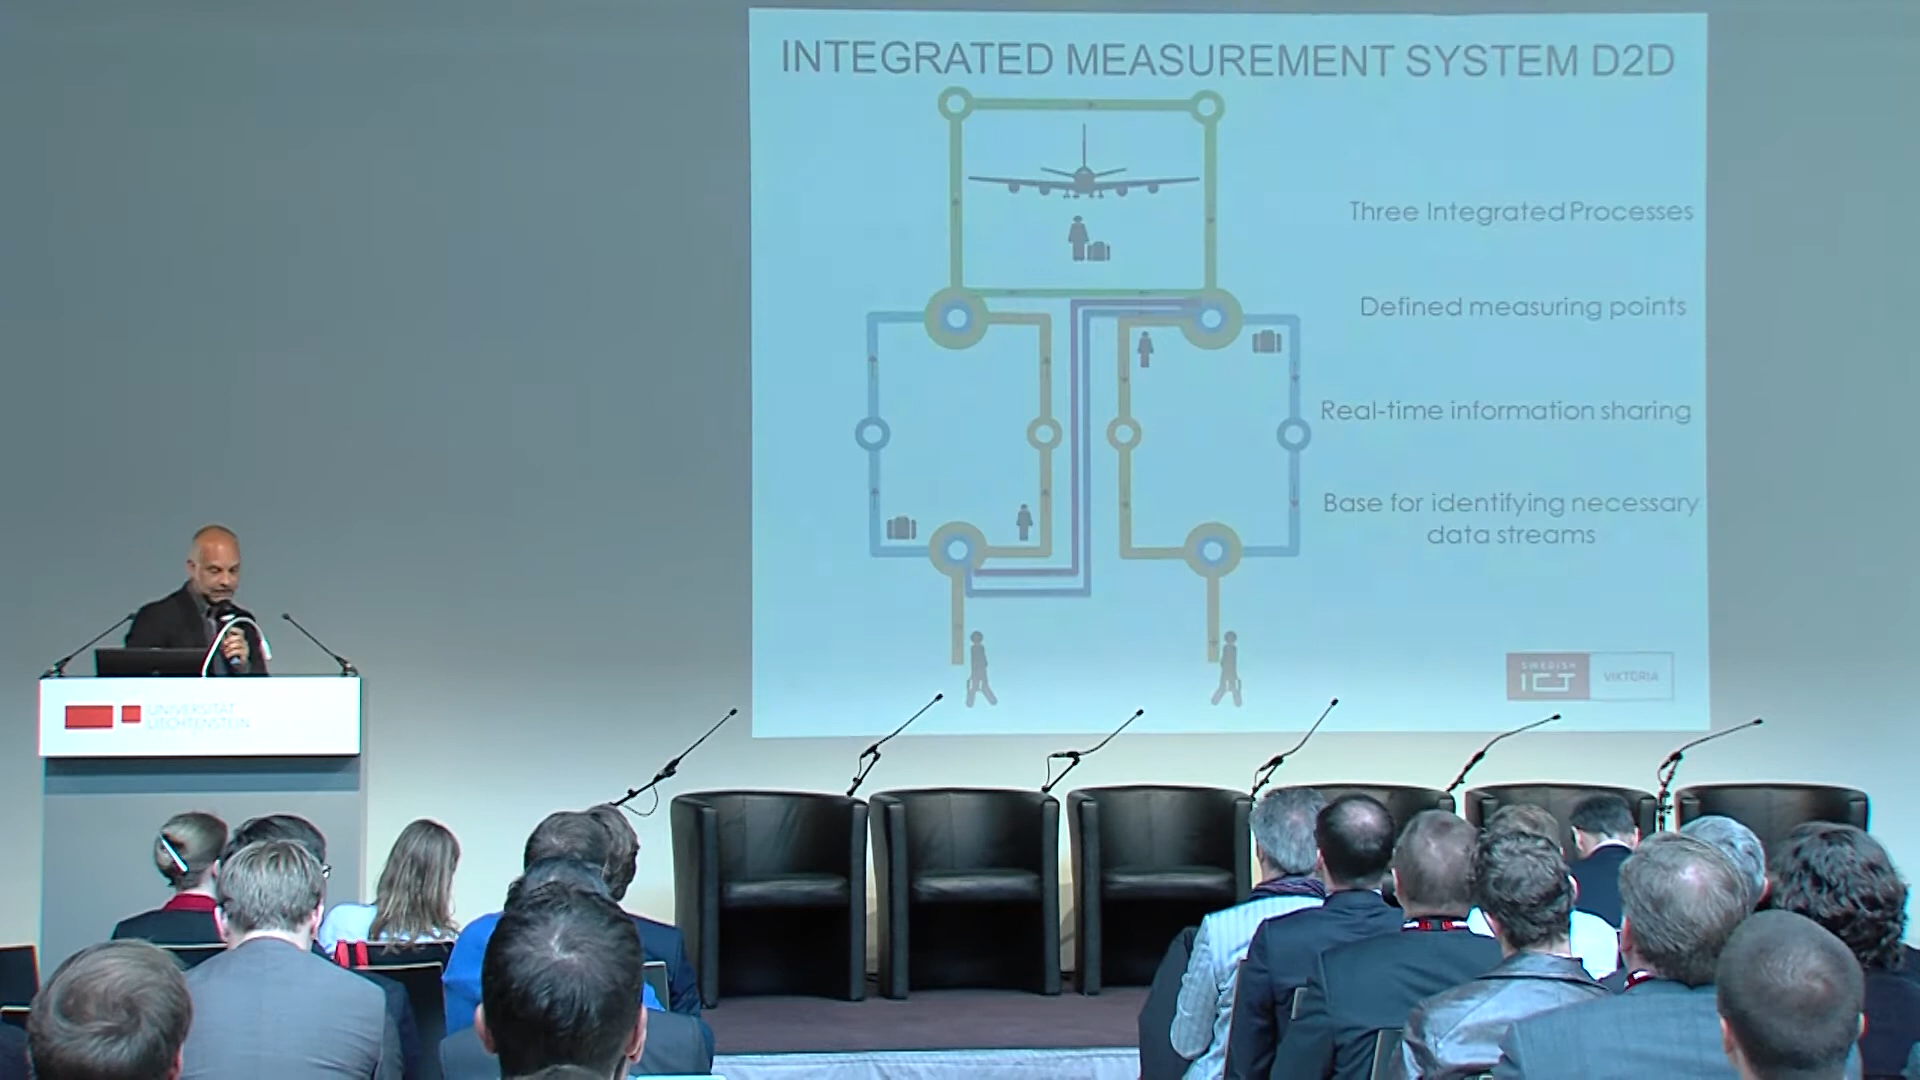 INTEGRATED MEASUREMENT SYSTEM D2D
Three Integrated Processes
Defined measuring points
Real-time information sharing
Base for identifying necessary
data streams
SWEDISH
ICT
VIKTORIA
UNIVERSITÄT
LIECHTENSTEIN